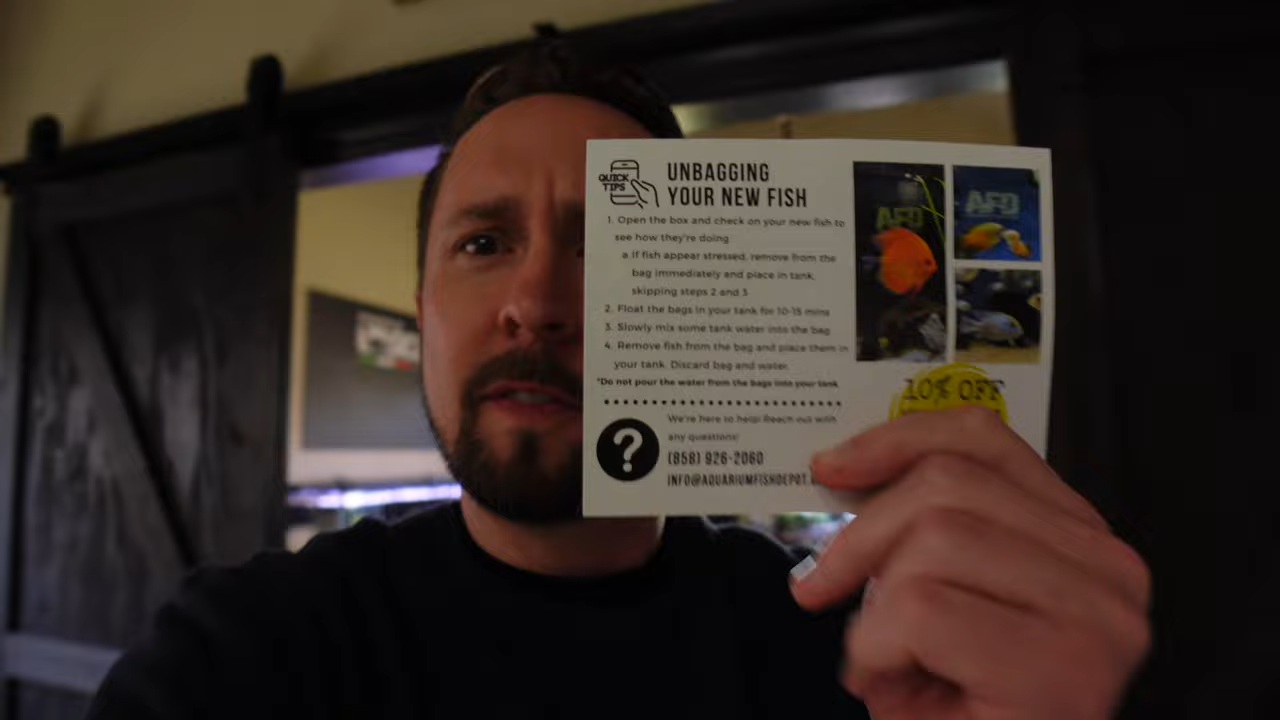 QUICK
TIPS
UNBAGGING
YOUR NEW FISH
1. Open the box and check on your new fish to
see how they're doing
a. If fish appear stressed, remove from the
bag immediately and place in tank,
skipping steps 2 and 3
2. Float the bags in your tank for 10-15 mins
3. Slowly mix some tank water into the bag
4. Remove fish from the bag and place them in
your tank. Discard bag and water.
*Do not pour the water from the bags into your tank
?
We're here to help! Reach out with
any questions!
(858) 926-2060
INFO@AQUARIUMFISHDEPOT.
AFD
AFD
10% OFF